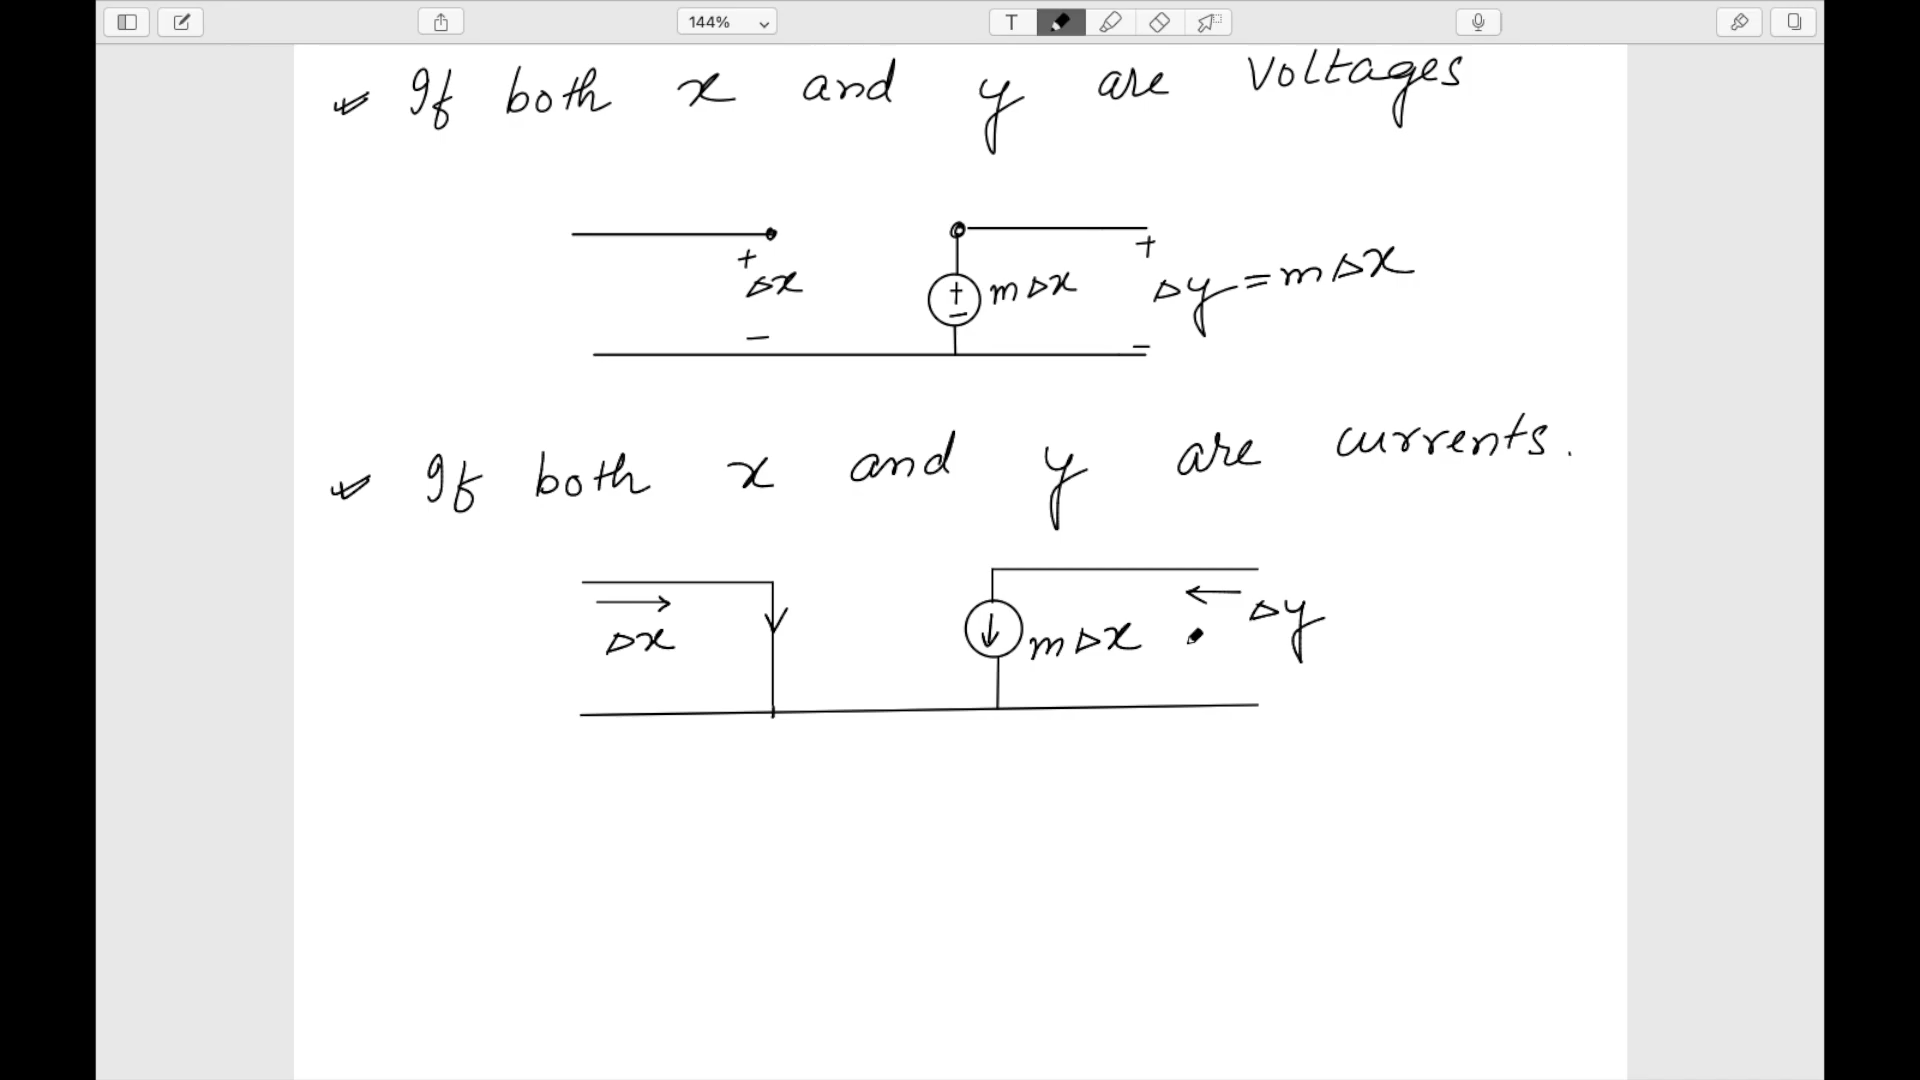 144%
T
If both x and y are voltages
+ + 
Δx + mΔx Δy = mΔx
- - -
If both x and y are currents.
Δx mΔx Δy